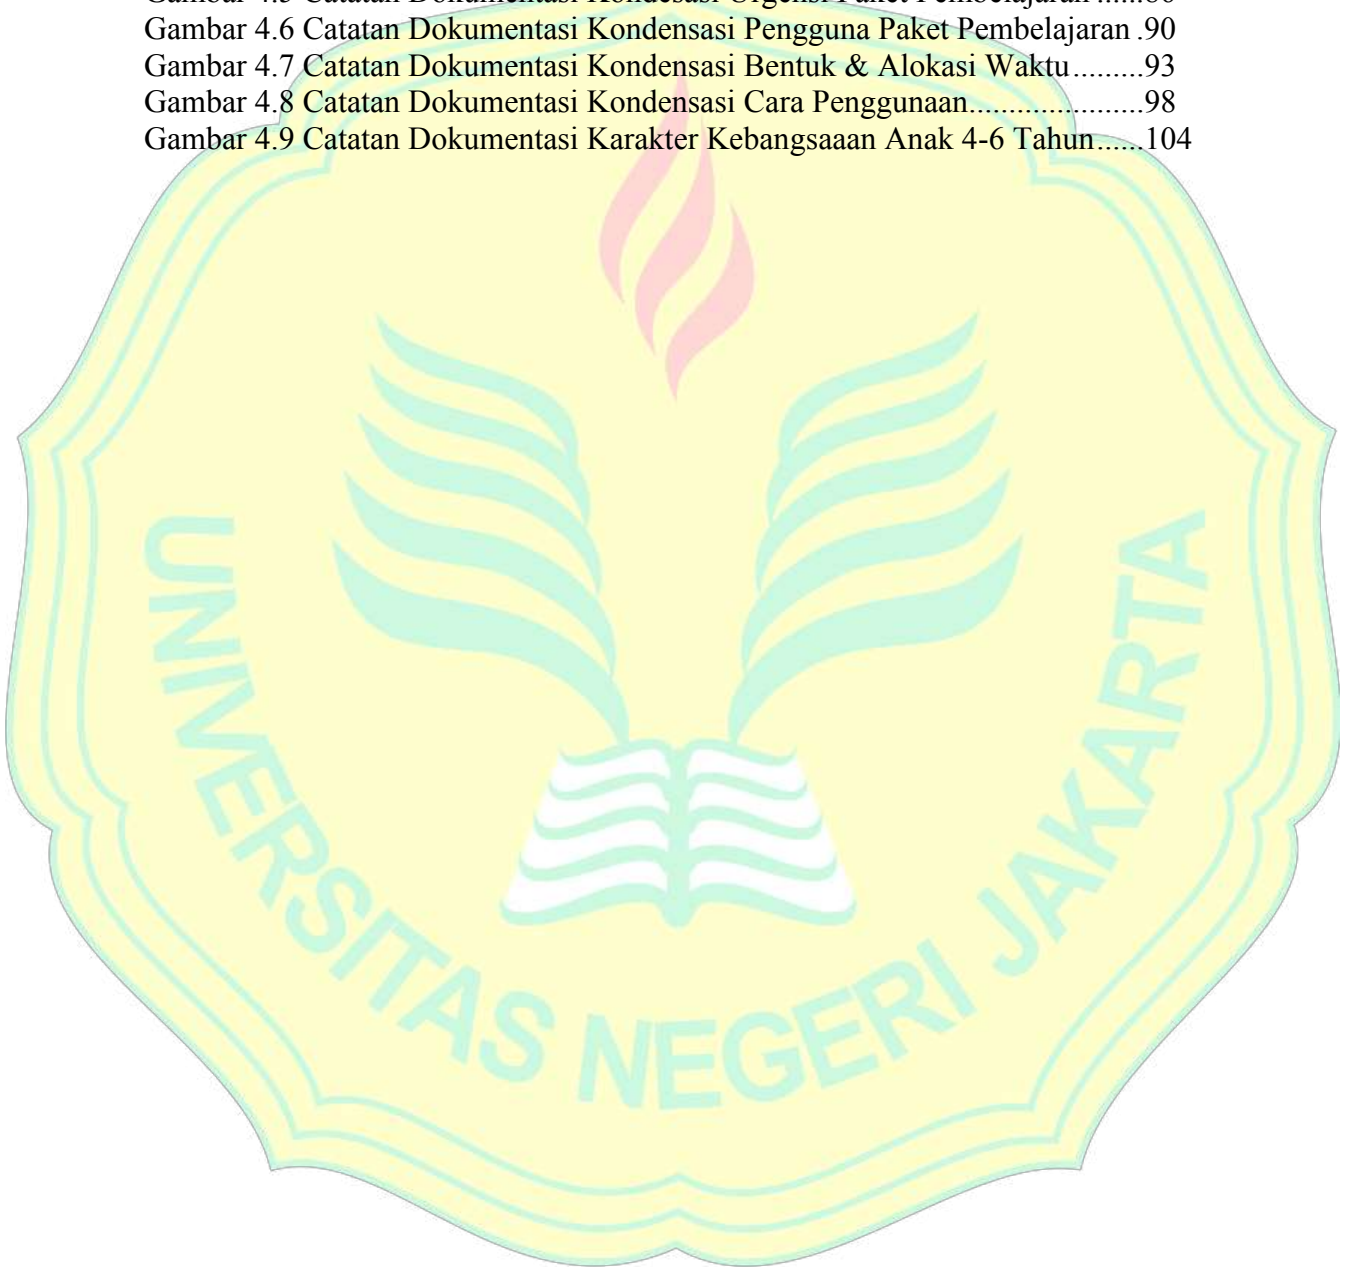 Gambar 4.6 Catatan Dokumentasi Kondensasi Pengguna Paket Pembelajaran .90
Gambar 4.7 Catatan Dokumentasi Kondensasi Bentuk & Alokasi Waktu.........93
Gambar 4.8 Catatan Dokumentasi Kondensasi Cara Penggunaan......................98
Gambar 4.9 Catatan Dokumentasi Karakter Kebangsaaan Anak 4-6 Tahun......104
UNIVERSITAS NEGERI JAKARTA